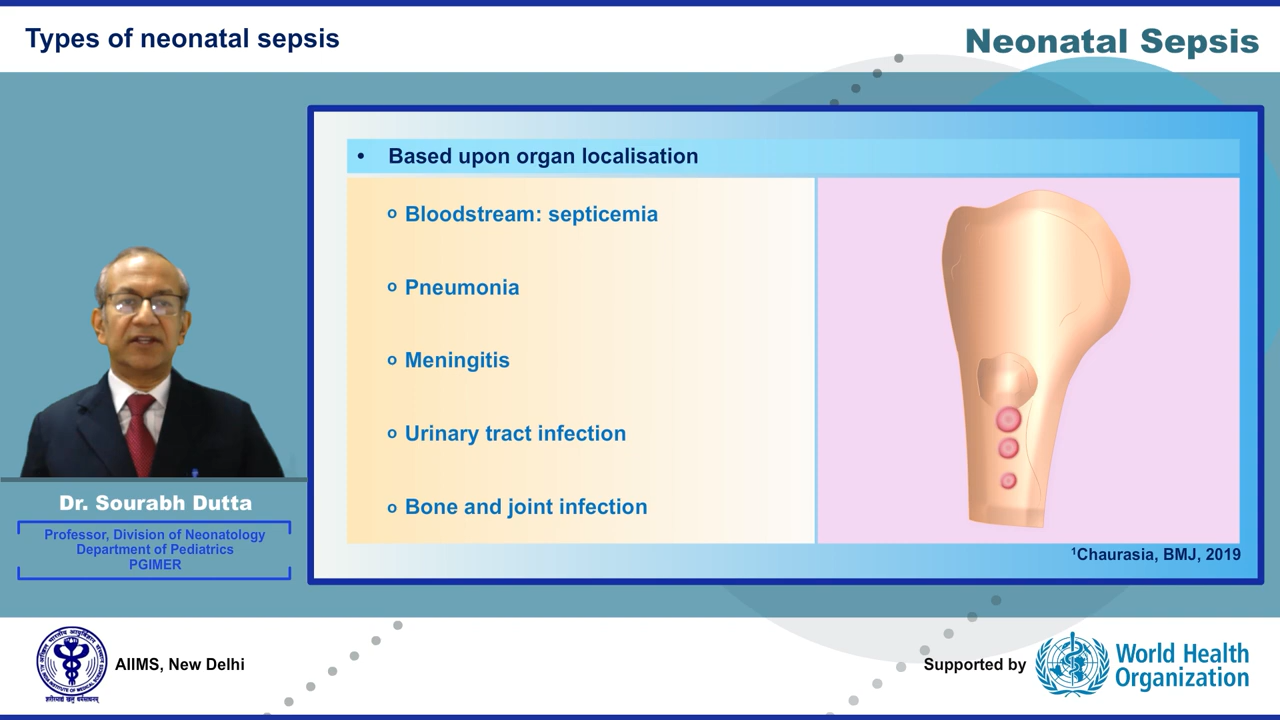 Types of neonatal sepsis
Neonatal Sepsis
• Based upon organ localisation
Bloodstream: septicemia
Pneumonia
Meningitis
Urinary tract infection
Bone and joint infection
¹Chaurasia, BMJ, 2019
Dr. Sourabh Dutta
Professor, Division of Neonatology
Department of Pediatrics
PGIMER
AIIMS, New Delhi
Supported by
World Health
Organization